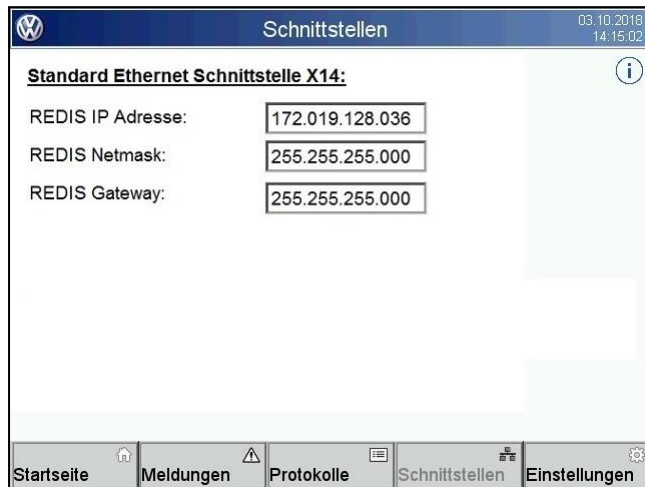 Schnittstellen
03.10.2018
14:15:02
Standard Ethernet Schnittstelle X14:
REDIS IP Adresse: 172.019.128.036
REDIS Netmask: 255.255.255.000
REDIS Gateway: 255.255.255.000
Startseite Meldungen Protokolle Schnittstellen Einstellungen